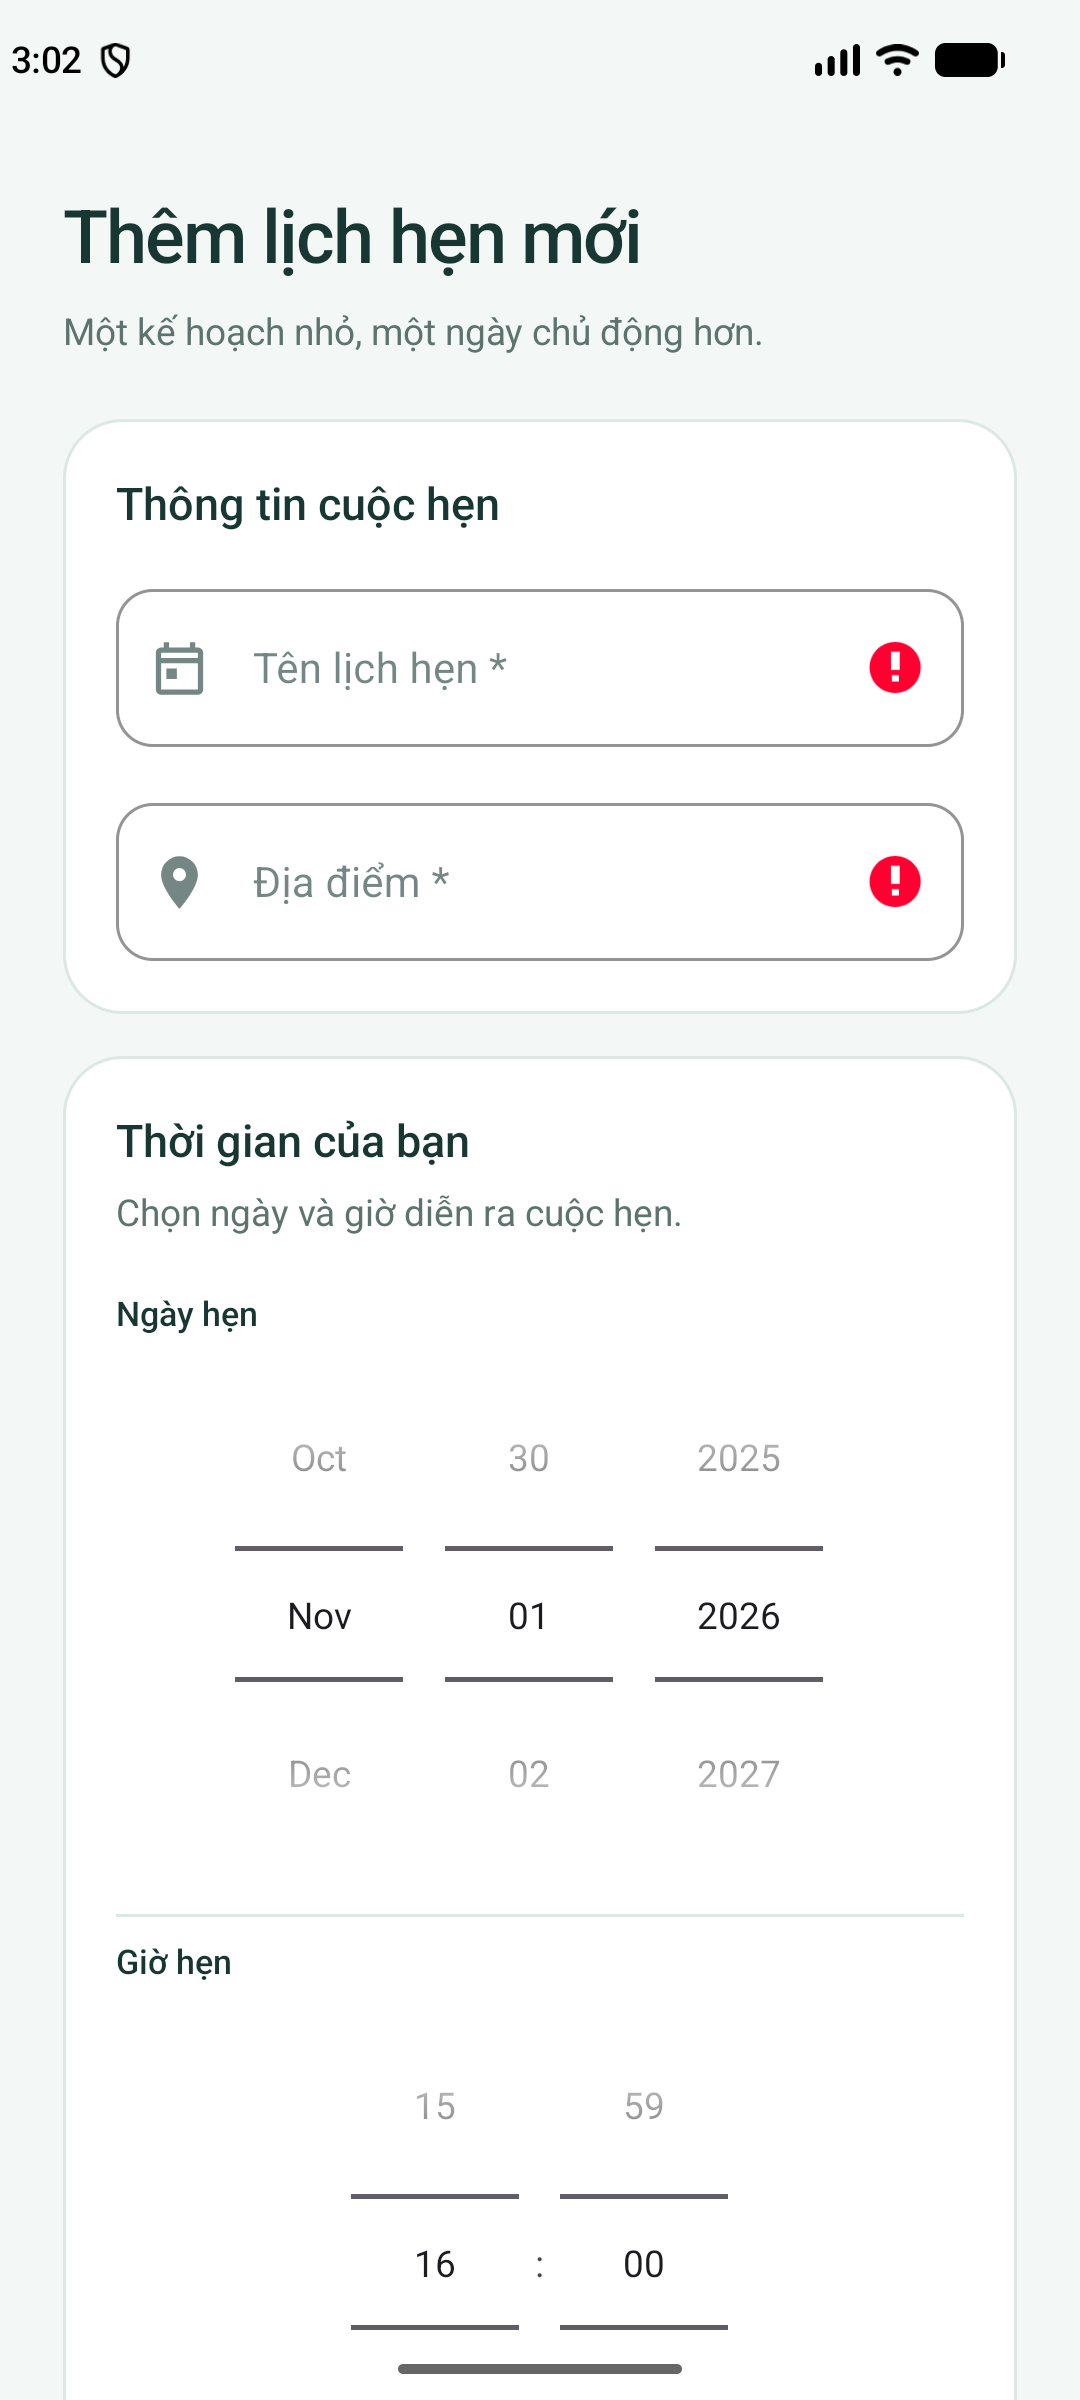 3:02
Thêm lịch hẹn mới
Một kế hoạch nhỏ, một ngày chủ động hơn.
Thông tin cuộc hẹn
Tên lịch hẹn *
Địa điểm *
Thời gian của bạn
Chọn ngày và giờ diễn ra cuộc hẹn.
Ngày hẹn
Oct 30 2025
Nov 01 2026
Dec 02 2027
Giờ hẹn
15 59
16 : 00